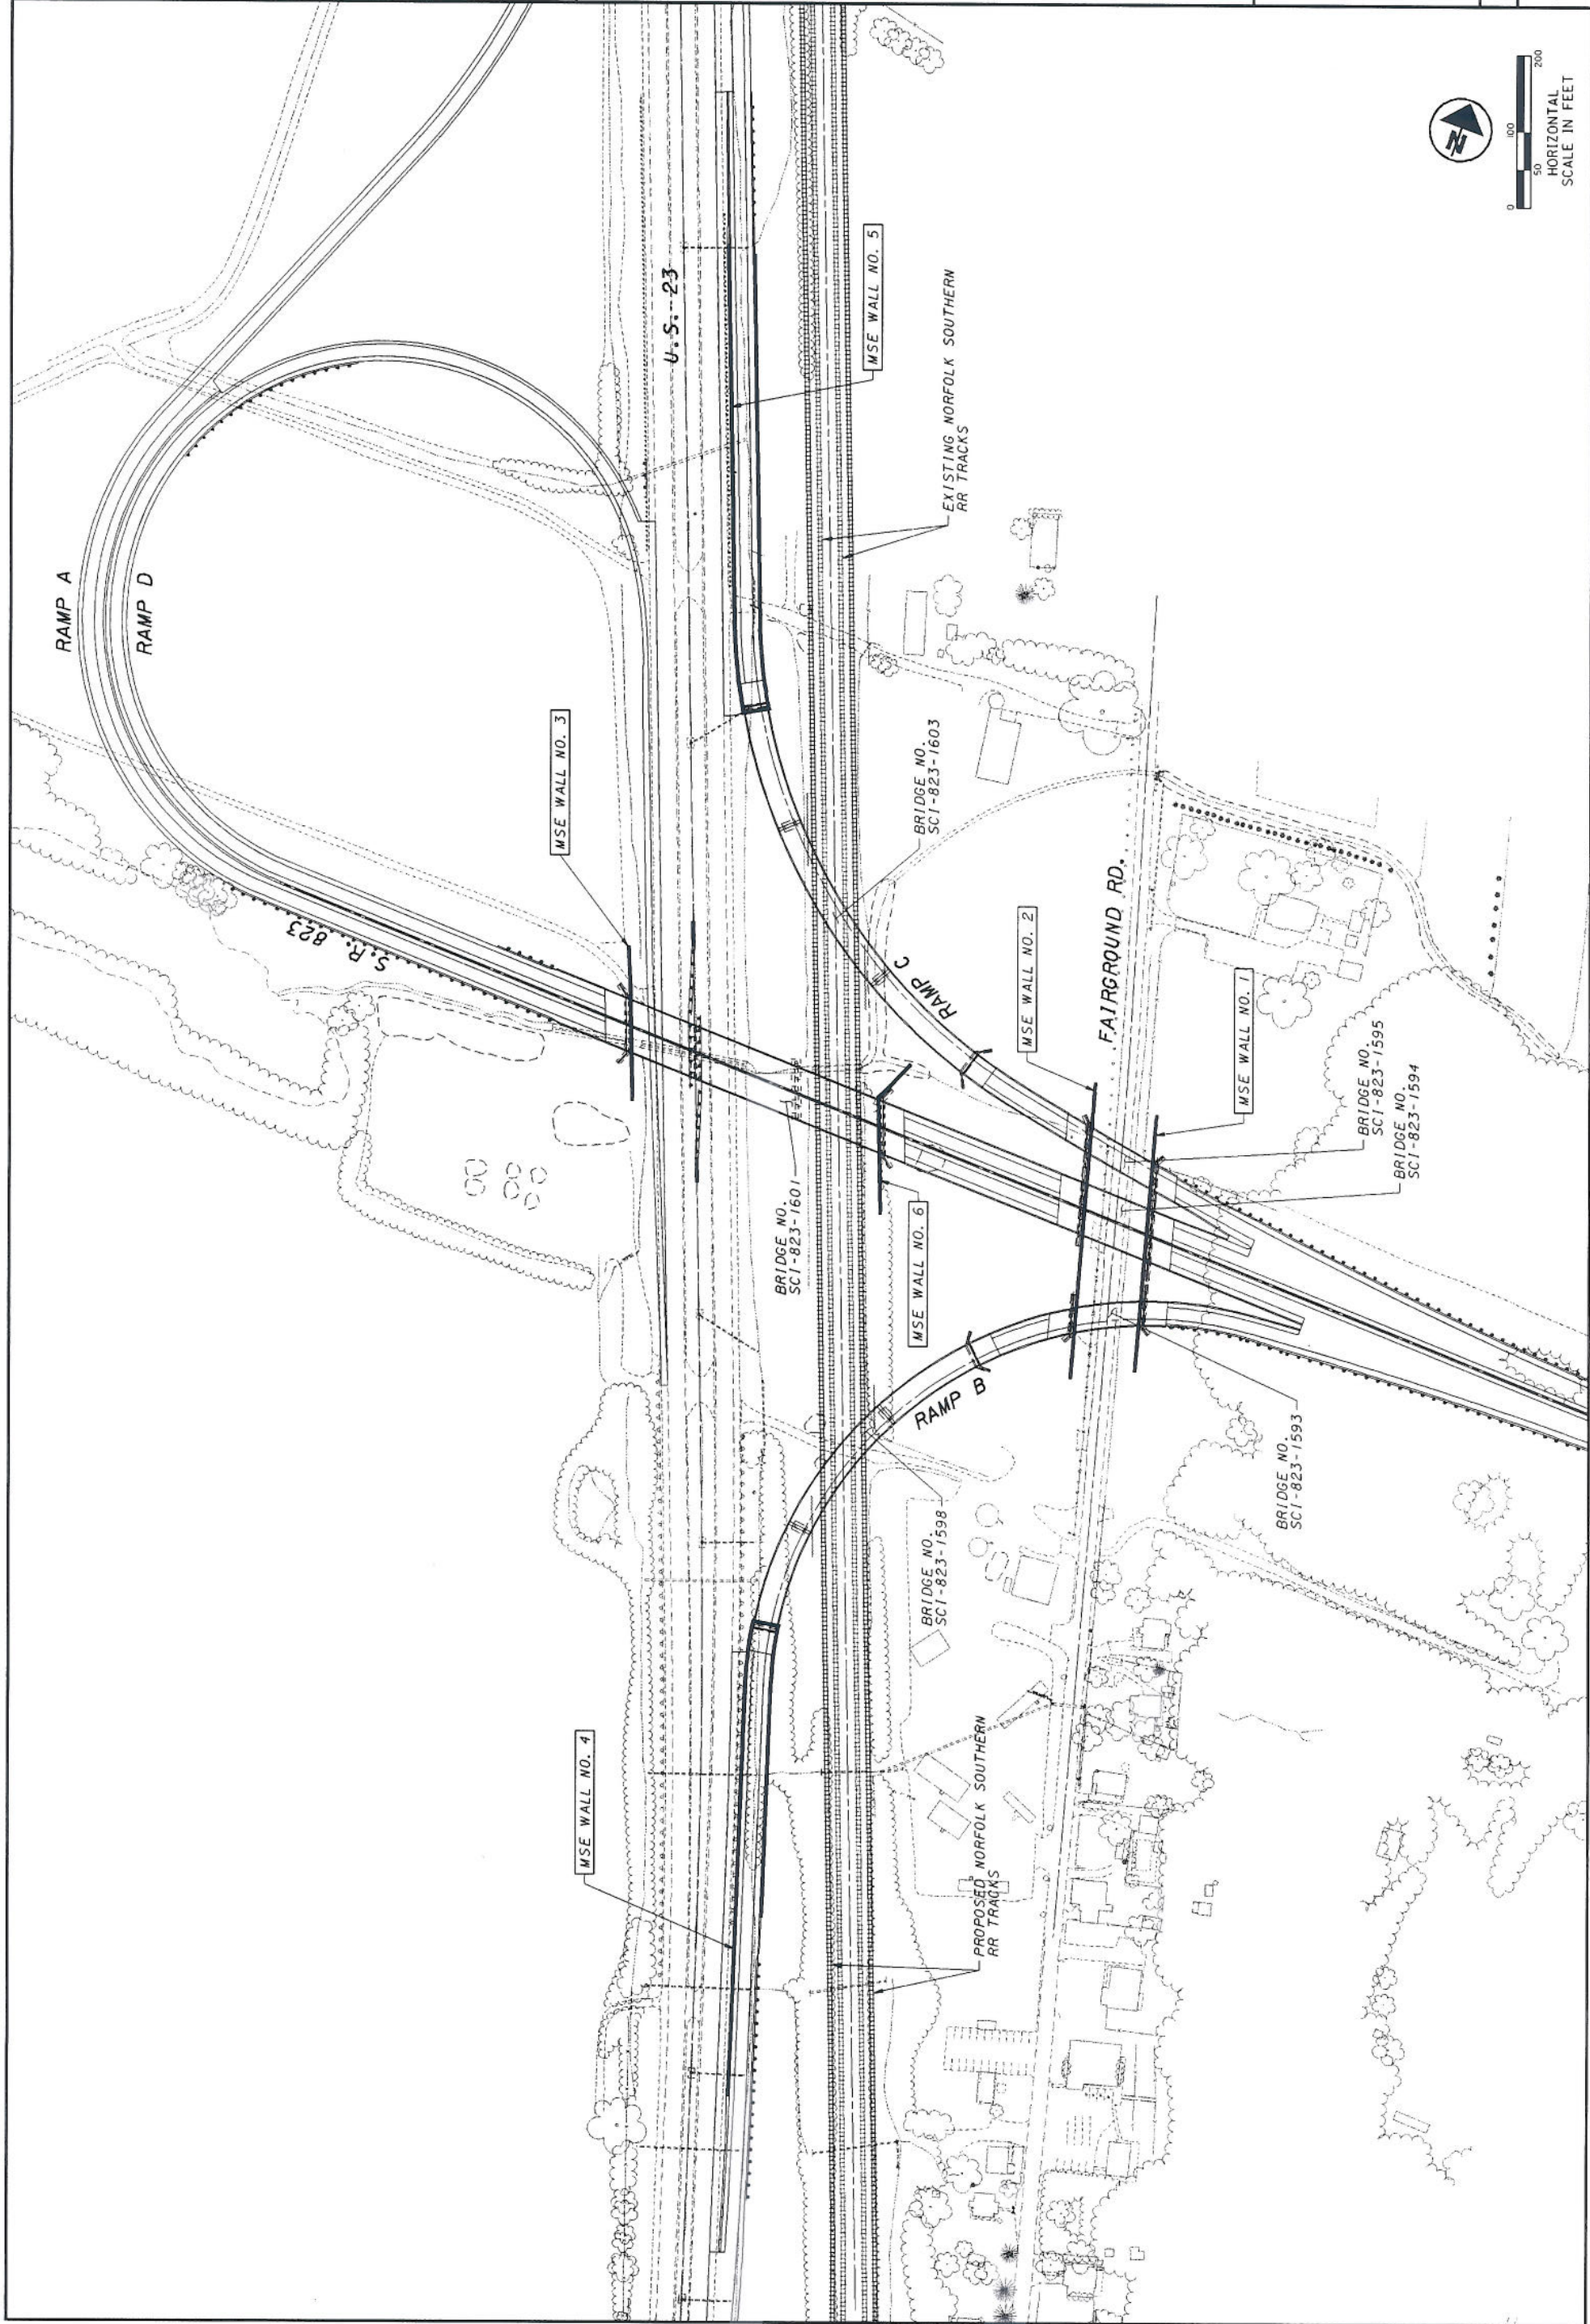 RAMP A
RAMP D
S.R. 823
U.S. 23
MSE WALL NO. 3
MSE WALL NO. 5
EXISTING NORFOLK SOUTHERN
RR TRACKS
BRIDGE NO.
SCI-823-1603
RAMP C
MSE WALL NO. 2
FAIRGROUND RD.
MSE WALL NO. 1
BRIDGE NO.
SCI-823-1595
BRIDGE NO.
SCI-823-1594
BRIDGE NO.
SCI-823-1601
MSE WALL NO. 6
RAMP B
BRIDGE NO.
SCI-823-1593
BRIDGE NO.
SCI-823-1598
MSE WALL NO. 4
PROPOSED NORFOLK SOUTHERN
RR TRACKS
N
0 50 100 200
HORIZONTAL
SCALE IN FEET